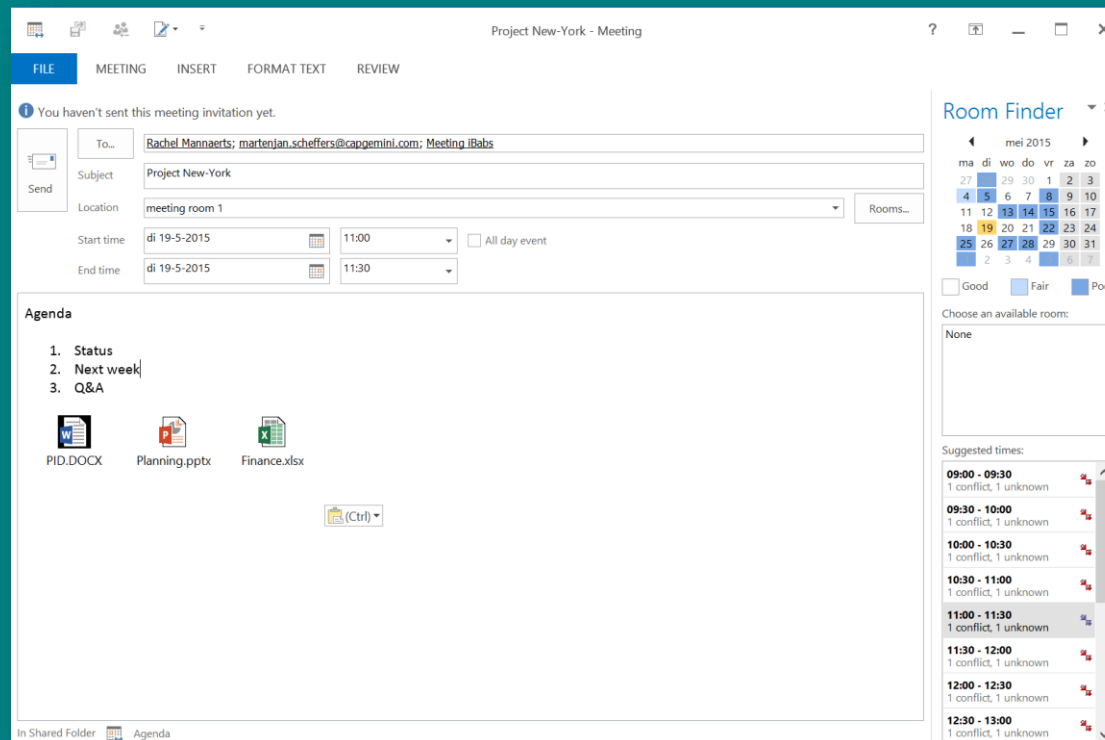 Project New-York - Meeting
FILE MEETING INSERT FORMAT TEXT REVIEW
You haven't sent this meeting invitation yet.
Send
To... Rachel Mannaerts; martenjan.scheffers@capgemini.com; Meeting iBabs
Subject Project New-York
Location meeting room 1 Rooms...
Start time di 19-5-2015 11:00 All day event
End time di 19-5-2015 11:30
Agenda
1. Status
2. Next week
3. Q&A
PID.DOCX Planning.pptx Finance.xlsx
(Ctrl)
In Shared Folder Agenda
Room Finder
mei 2015
ma di wo do vr za zo
27 29 30 1 2 3
4 5 6 7 8 9 10
11 12 13 14 15 16 17
18 19 20 21 22 23 24
25 26 27 28 29 30 31
2 3 4 6 7
Good Fair Po
Choose an available room:
None
Suggested times:
09:00 - 09:30
1 conflict, 1 unknown
09:30 - 10:00
1 conflict, 1 unknown
10:00 - 10:30
1 conflict, 1 unknown
10:30 - 11:00
1 conflict, 1 unknown
11:00 - 11:30
1 conflict, 1 unknown
11:30 - 12:00
1 conflict, 1 unknown
12:00 - 12:30
1 conflict, 1 unknown
12:30 - 13:00
1 conflict, 1 unknown